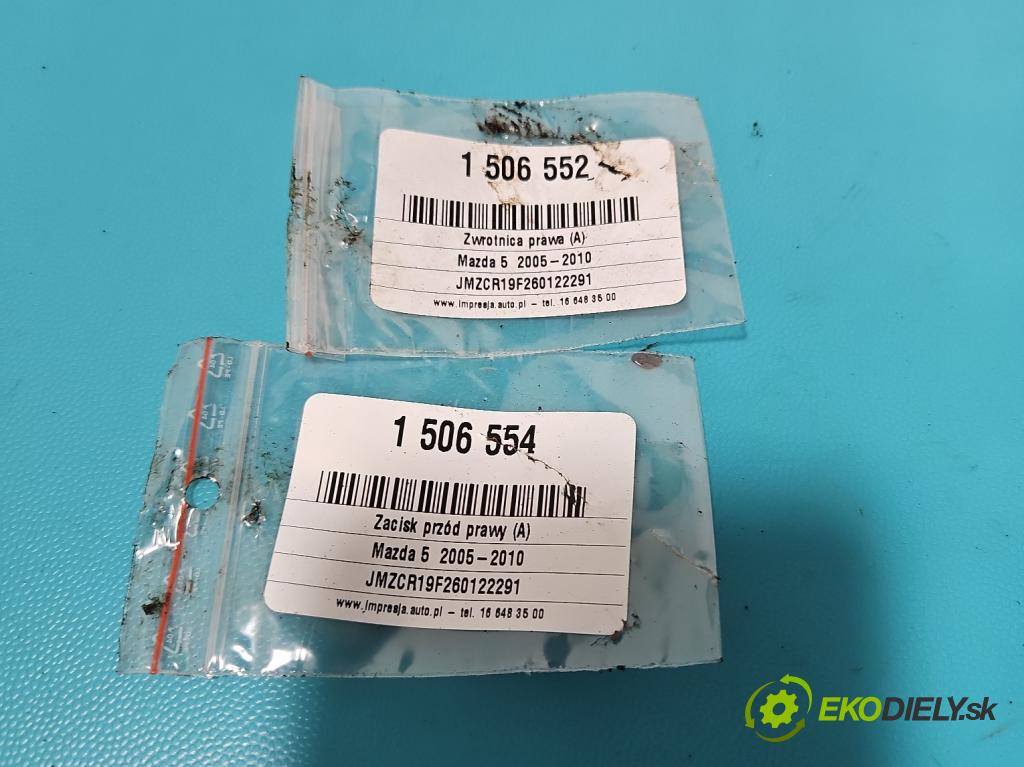 1 506 552
Zwrotnica prawa (A)
Mazda 5 2005-2010
JMZCR19F260122291
www.impresja.auto.pl - tel. 16 648 35 00
1 506 554
Zacisk przód prawy (A)
Mazda 5 2005-2010
JMZCR19F260122291
www.impresja.auto.pl - tel. 16 648 35 00
EKODIELY.sk